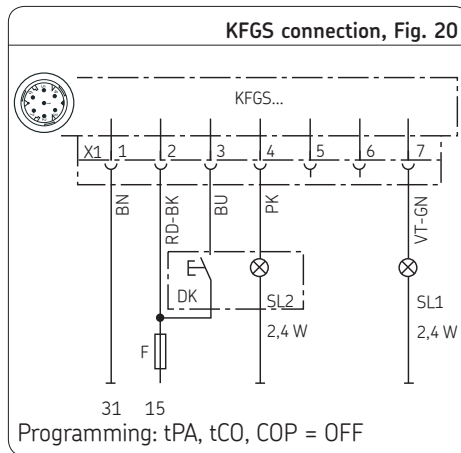 KFGS connection, Fig. 20
KFGS...
X1 1 2 3 4 5 6 7
BN
RD-BK
BU
PK
VT-GN
DK
SL2
2,4 W
SL1
2,4 W
F
31 15
Programming: tPA, tCO, COP = OFF